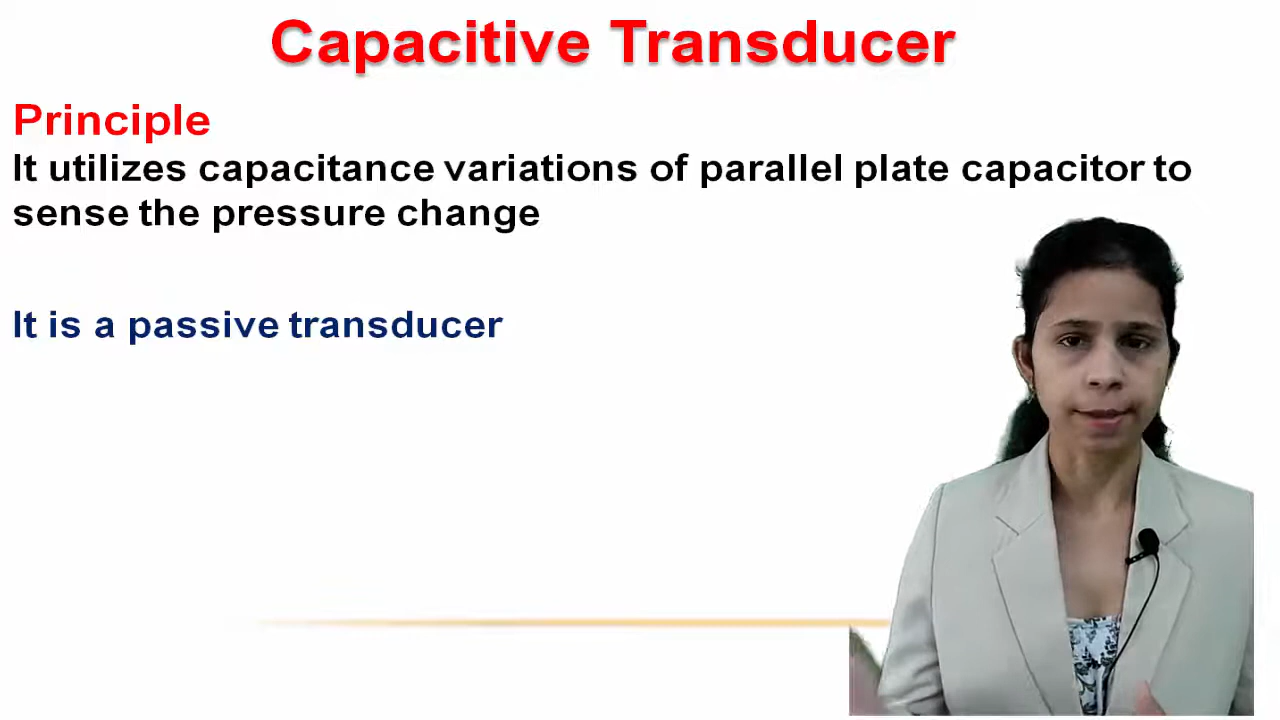 Capacitive Transducer
Principle
It utilizes capacitance variations of parallel plate capacitor to
sense the pressure change
It is a passive transducer